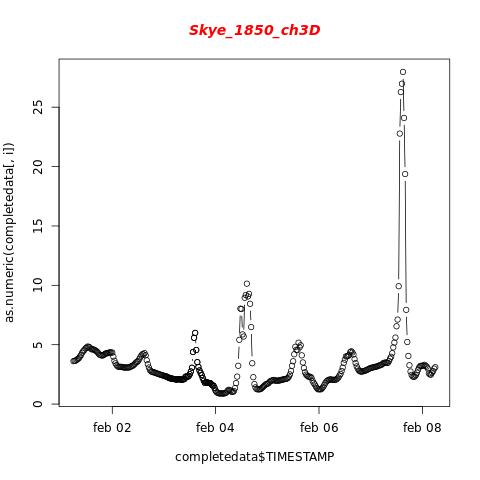 Skye_1850_ch3D
as.numeric(completedata[, i])
25
20
15
10
5
0
feb 02
feb 04
feb 06
feb 08
completedata$TIMESTAMP